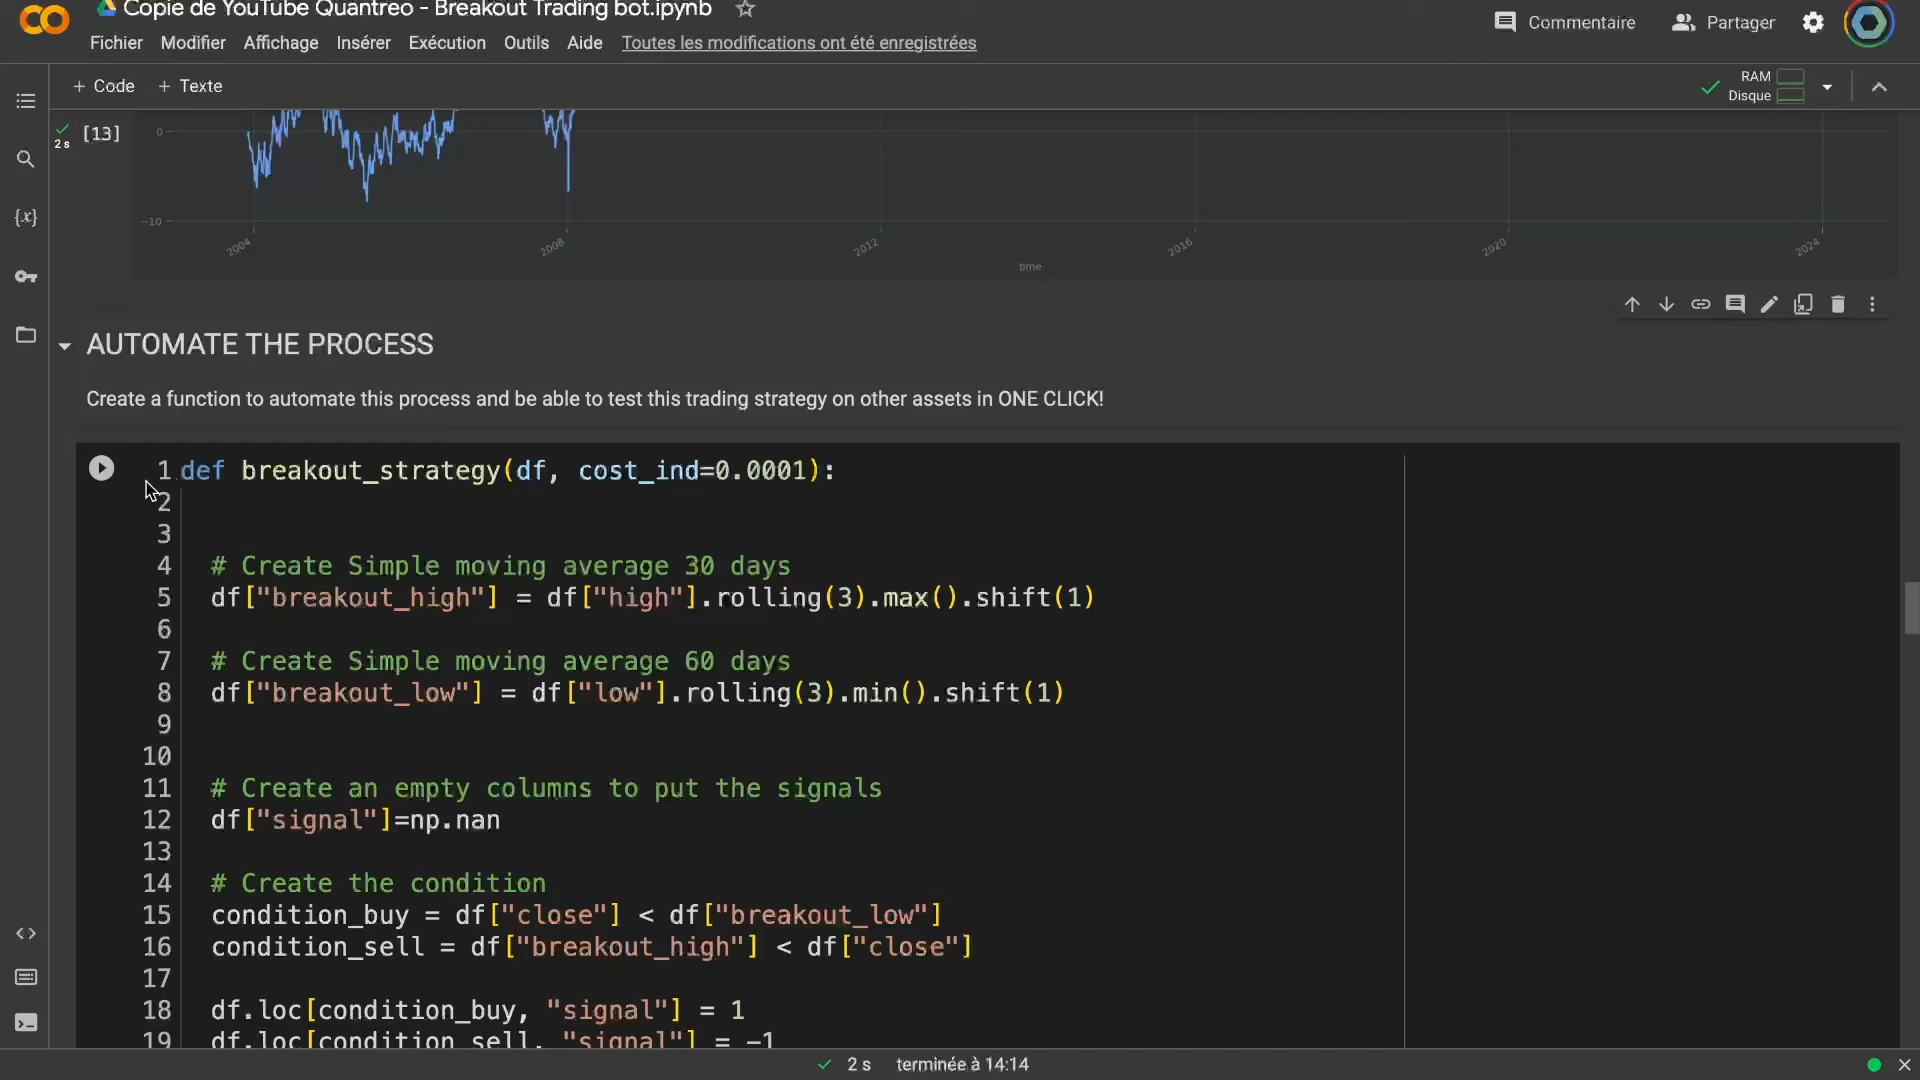 Copie de YouTube Quantreo - Breakout Trading bot.ipynb
Commentaire Partager
Fichier Modifier Affichage Insérer Exécution Outils Aide Toutes les modifications ont été enregistrées
+ Code + Texte
RAM
Disque
[13]
2 s
0
-10
2004 2008 2012 2016 2020 2024
time
AUTOMATE THE PROCESS
Create a function to automate this process and be able to test this trading strategy on other assets in ONE CLICK!
1 def breakout_strategy(df, cost_ind=0.0001):
2
3
4 # Create Simple moving average 30 days
5 df["breakout_high"] = df["high"].rolling(3).max().shift(1)
6
7 # Create Simple moving average 60 days
8 df["breakout_low"] = df["low"].rolling(3).min().shift(1)
9
10
11 # Create an empty columns to put the signals
12 df["signal"]=np.nan
13
14 # Create the condition
15 condition_buy = df["close"] < df["breakout_low"]
16 condition_sell = df["breakout_high"] < df["close"]
17
18 df.loc[condition_buy, "signal"] = 1
19 df.loc[condition_sell, "signal"] = -1
2 s terminée à 14:14